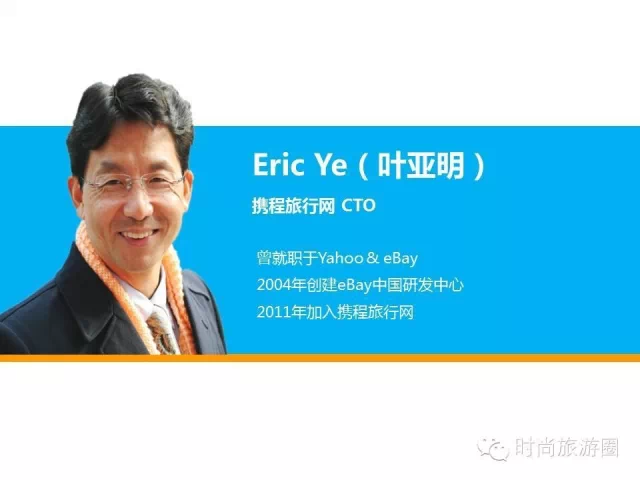 Eric Ye（叶亚明）
携程旅行网 CTO
曾就职于Yahoo＆eBay
2004年创建eBay中国研发中心
2011年加入携程旅行网
时尚旅游圈